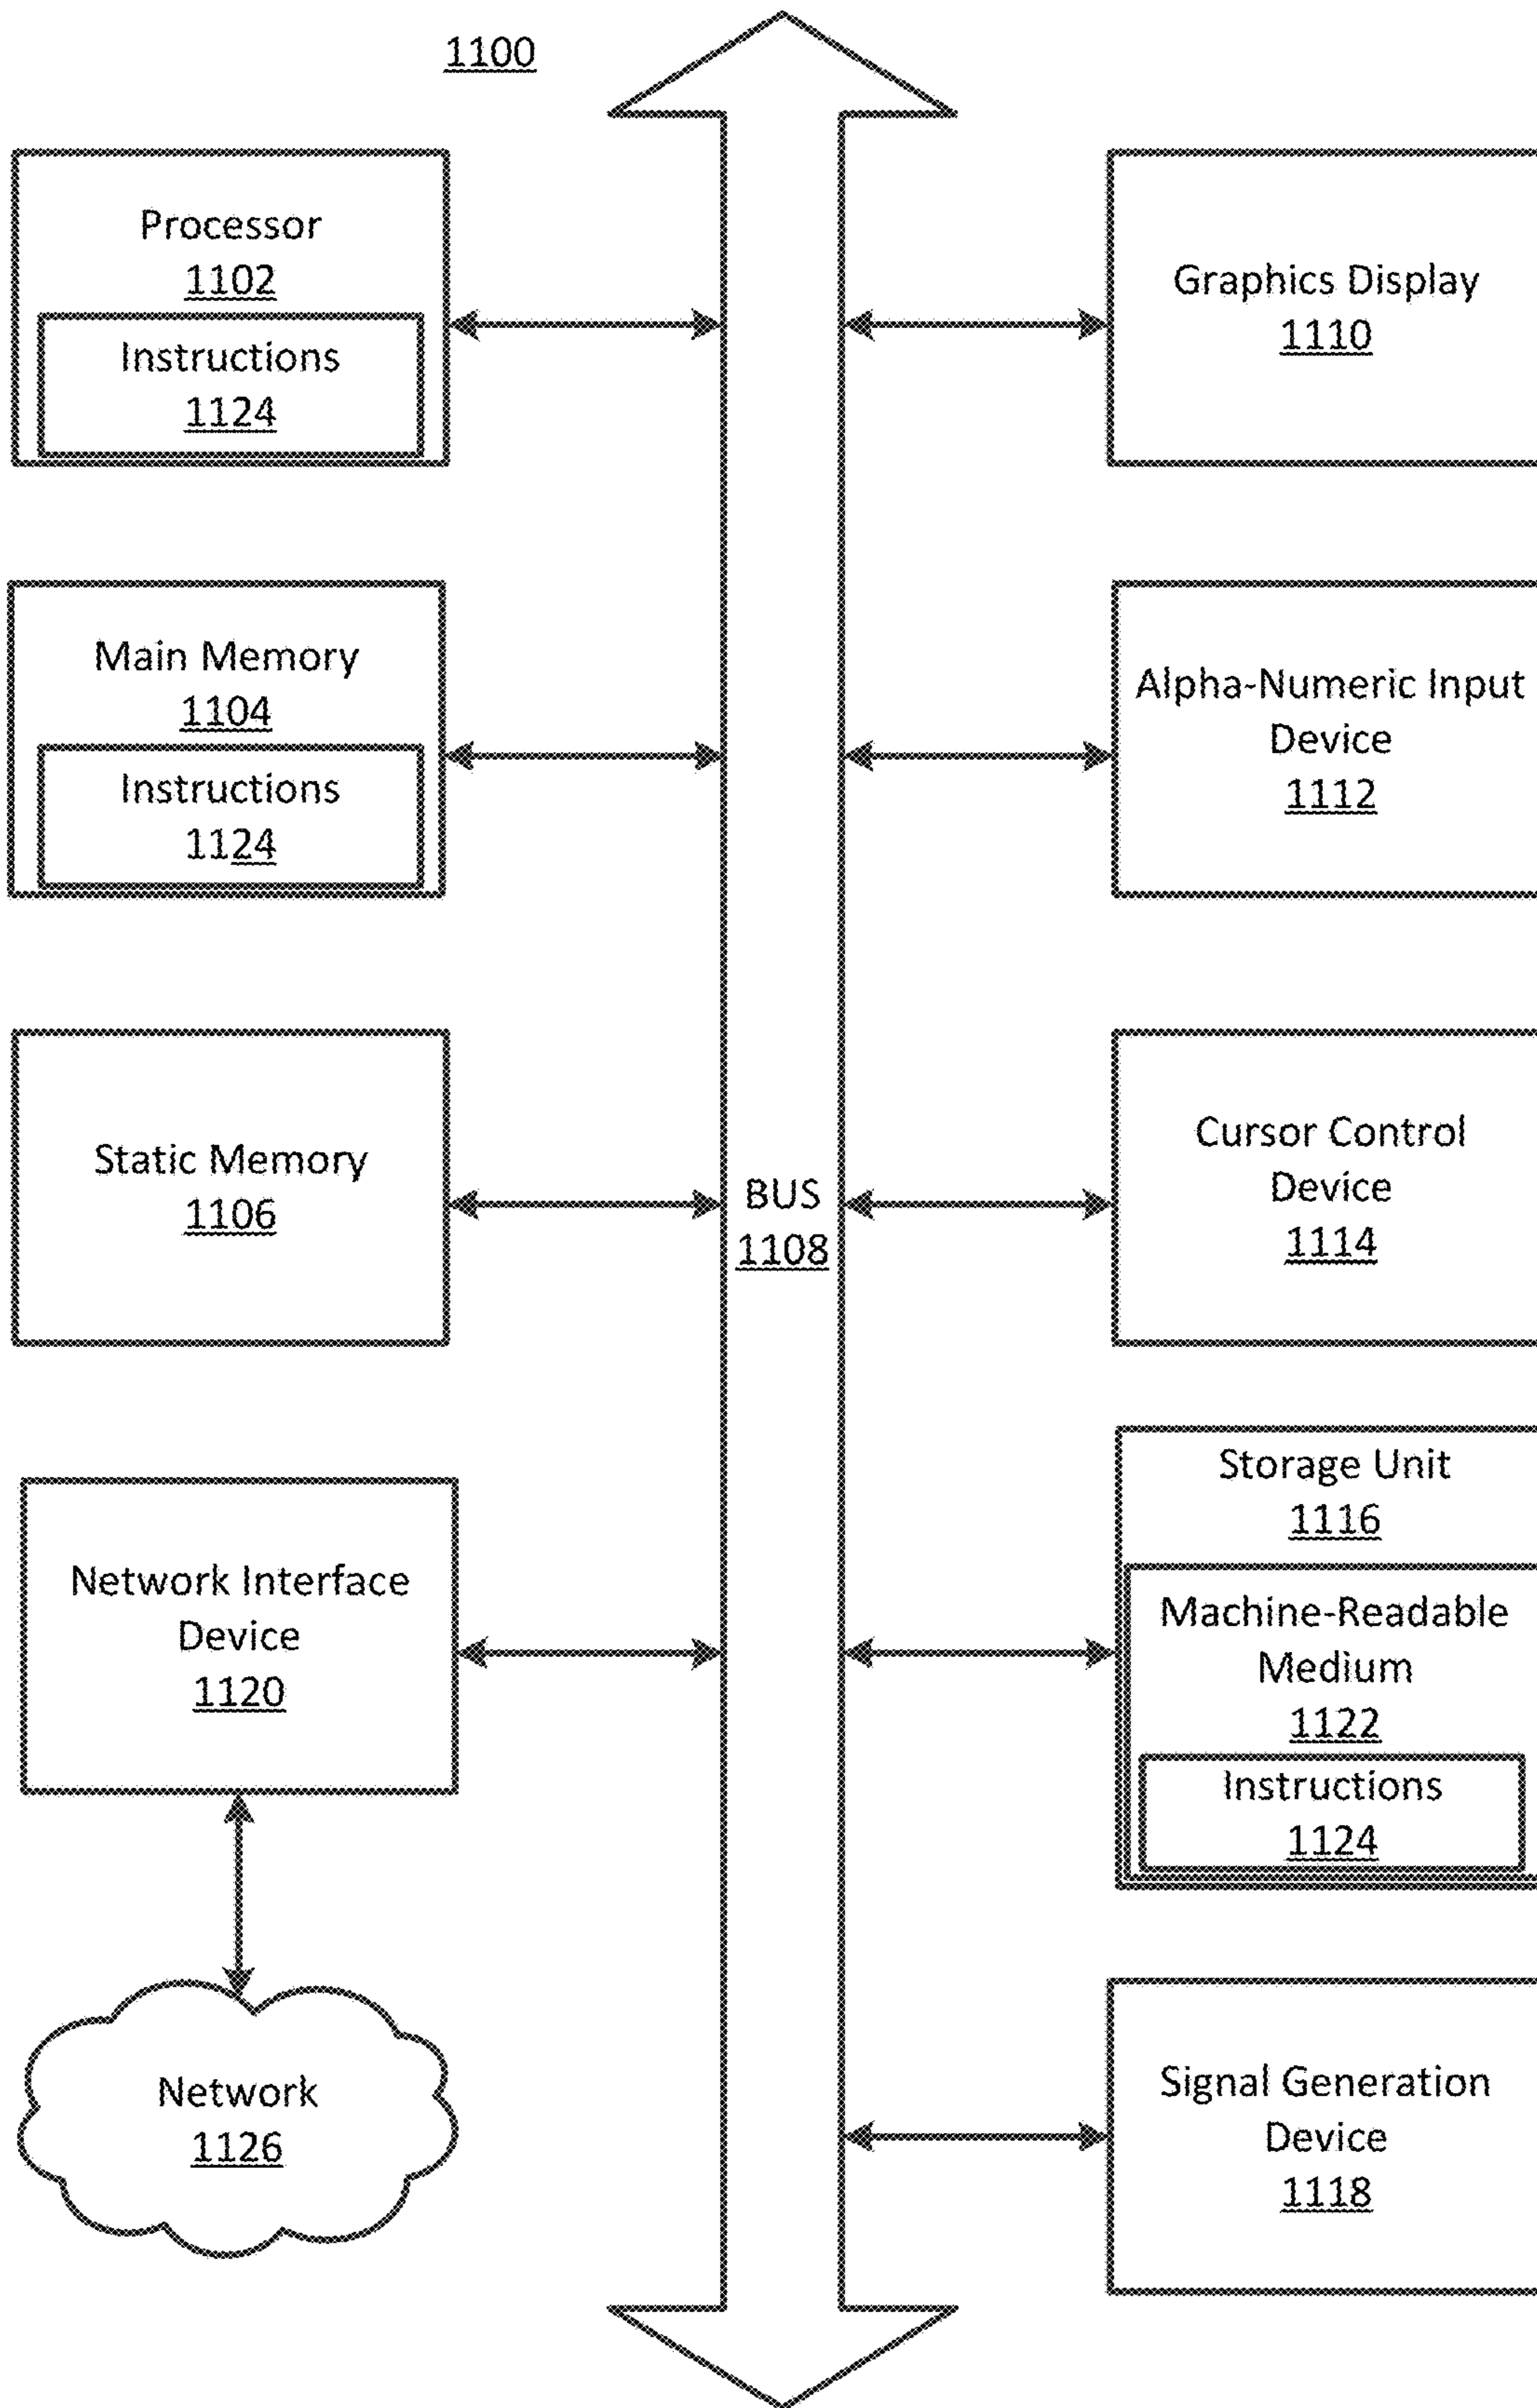 1100
Processor
1102
Instructions
1124
Main Memory
1104
Instructions
1124
Static Memory
1106
Network Interface
Device
1120
Network
1126
BUS
1108
Graphics Display
1110
Alpha-Numeric Input
Device
1112
Cursor Control
Device
1114
Storage Unit
1116
Machine-Readable
Medium
1122
Instructions
1124
Signal Generation
Device
1118